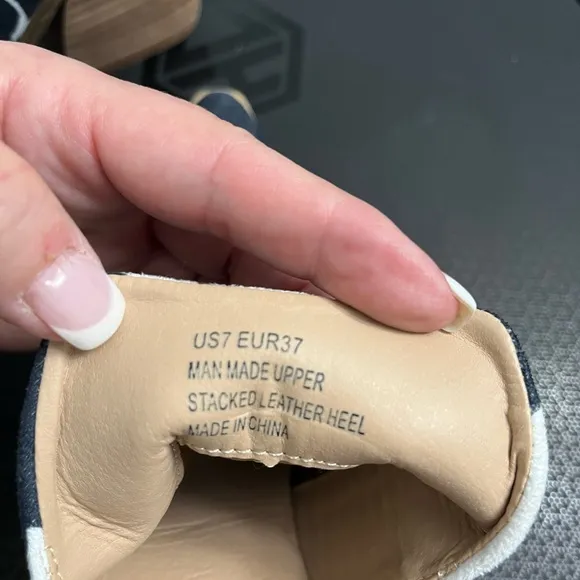 US7 EUR37
MAN MADE UPPER
STACKED LEATHER HEEL
MADE IN CHINA